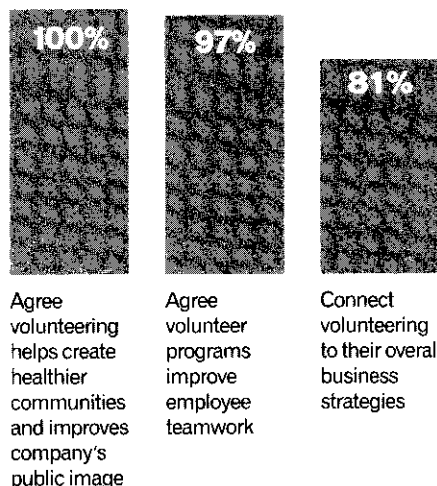 100%
97%
81%
Agree
volunteering
helps create
healthier
communities
and improves
company's
public image
Agree
volunteer
programs
improve
employee
teamwork
Connect
volunteering
to their overal
business
strategies